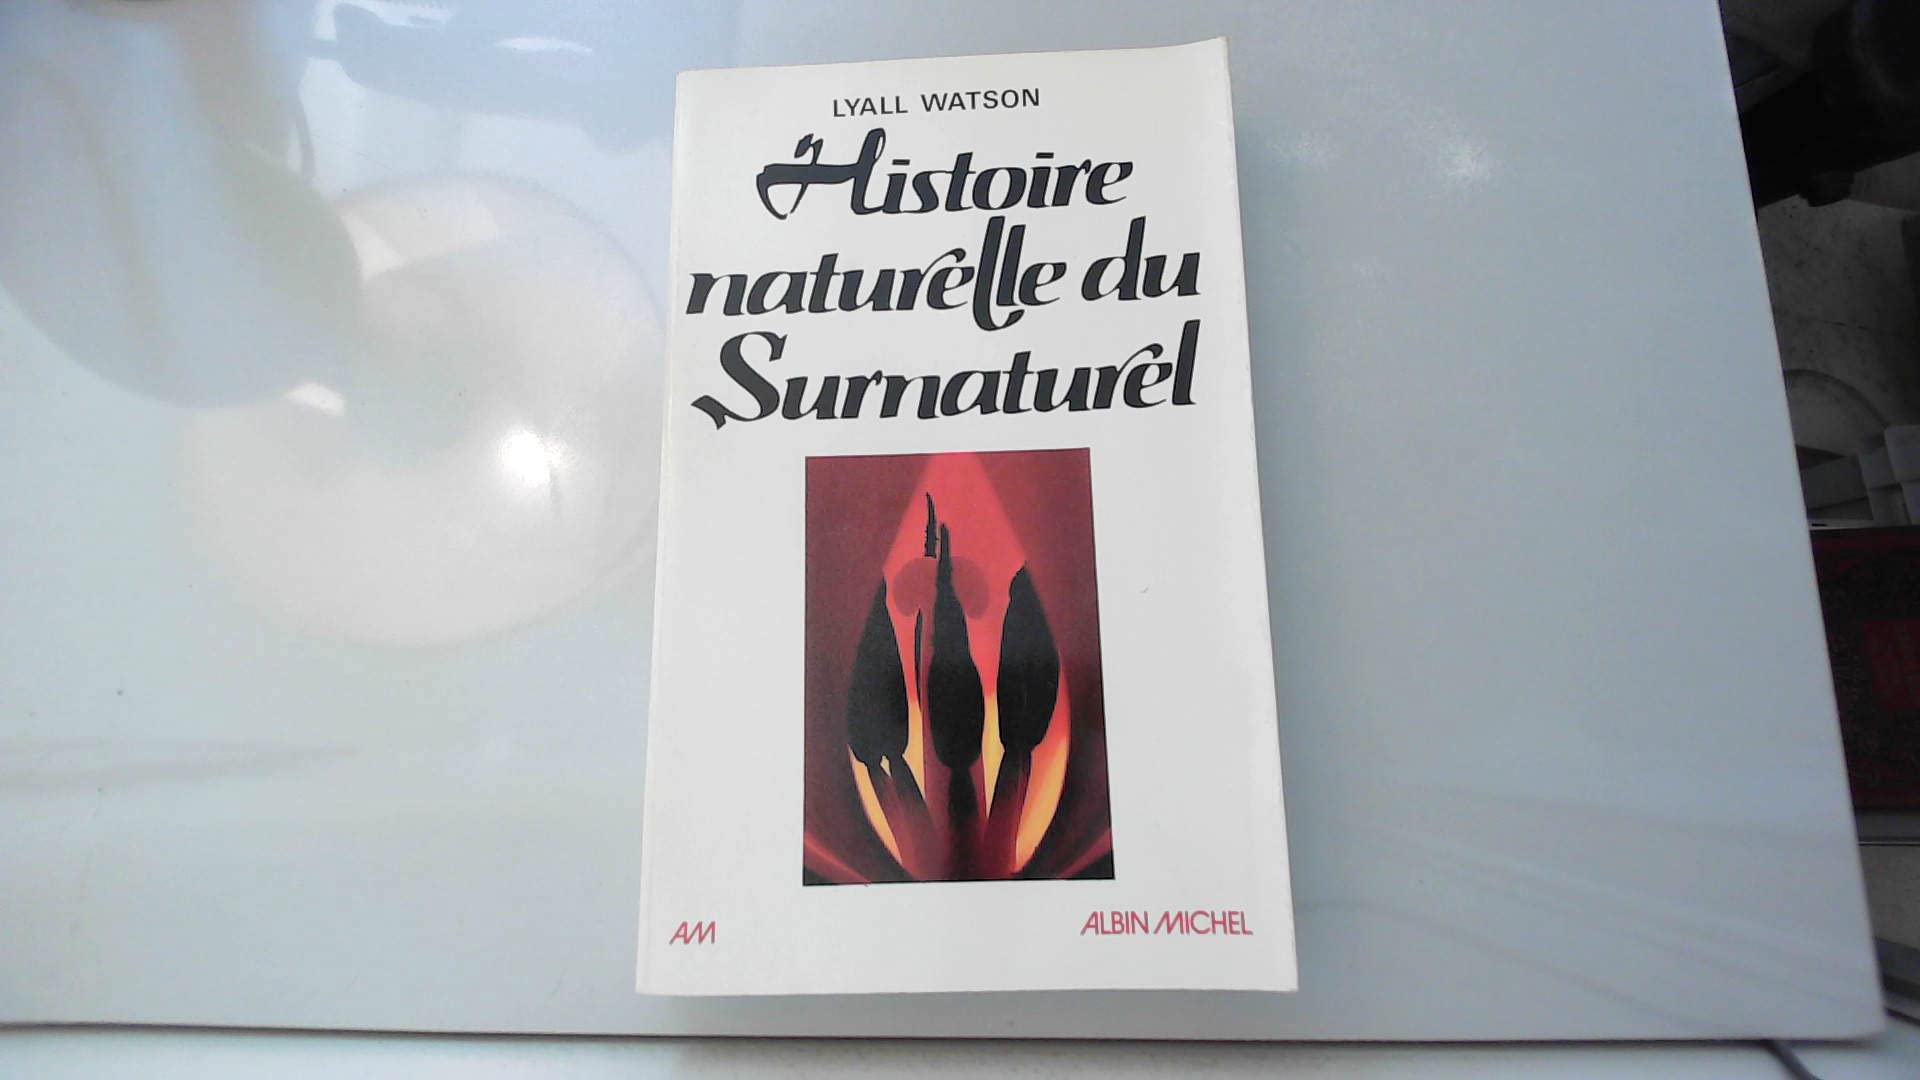 LYALL WATSON
Histoire
naturelle du
Surnaturel
AM
ALBIN MICHEL